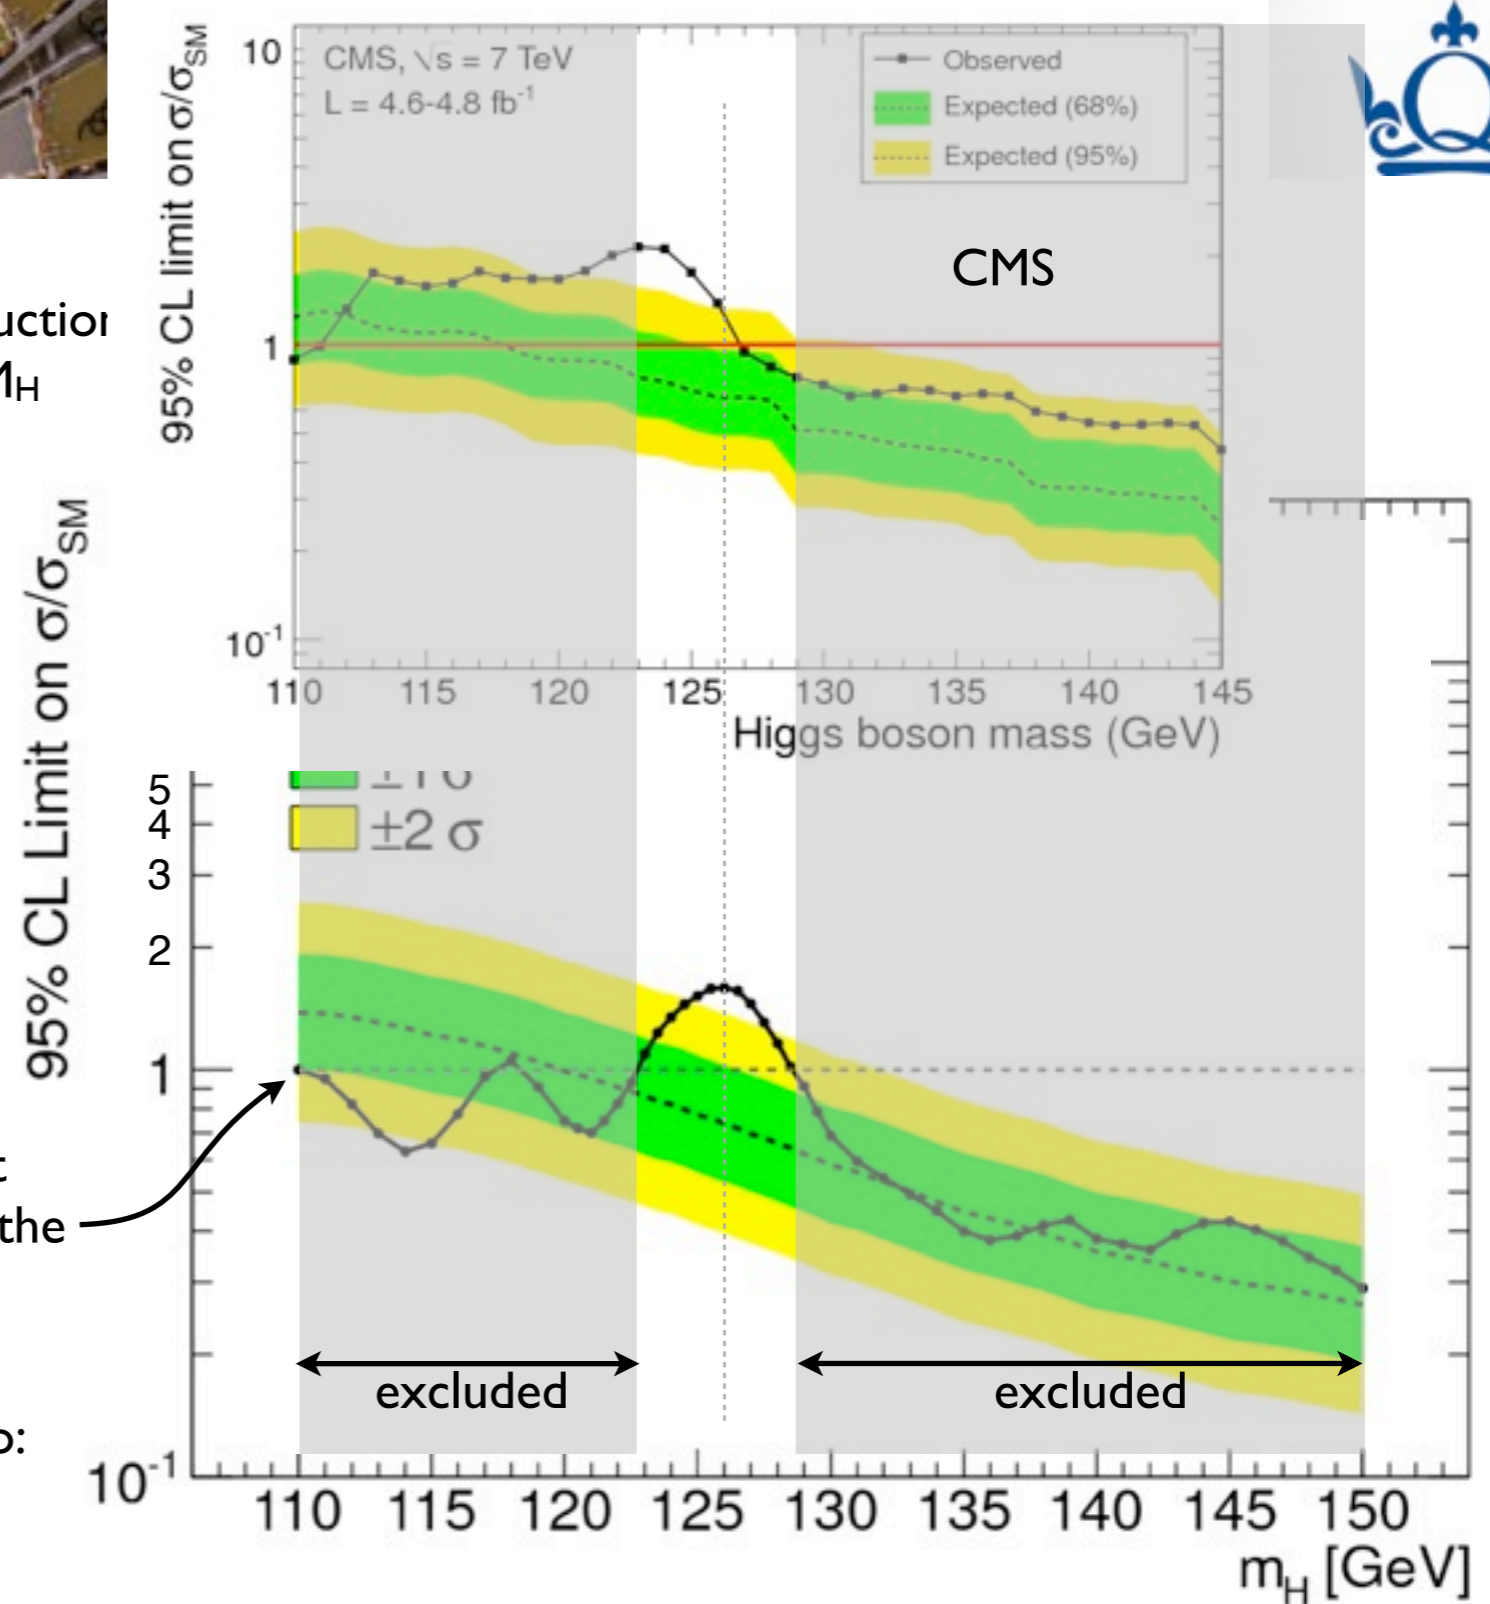 95% CL limit on σ/σSM
10
CMS, √s = 7 TeV
L = 4.6-4.8 fb-1
Observed
Expected (68%)
Expected (95%)
CMS
1
10-1
110 115 120 125 130 135 140 145
Higgs boson mass (GeV)
MH
95% CL Limit on σ/σSM
±1 σ
±2 σ
5
4
3
2
1
the
excluded
excluded
10-1
110 115 120 125 130 135 140 145 150
mH [GeV]